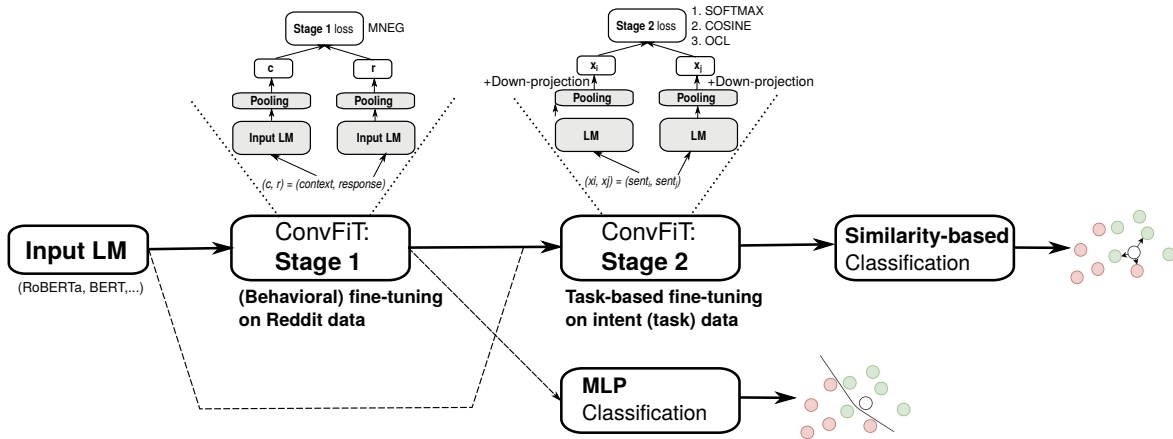 Stage 1 loss
MNEG
c
r
Pooling
Pooling
Input LM
Input LM
(c, r) = (context, response)
Stage 2 loss
1. SOFTMAX
2. COSINE
3. OCL
xi
xj
+Down-projection
+Down-projection
Pooling
Pooling
LM
LM
(xi, xj) = (senti, sentj)
Input LM
(RoBERTa, BERT,...)
ConvFiT:
Stage 1
(Behavioral) fine-tuning
on Reddit data
ConvFiT:
Stage 2
Task-based fine-tuning
on intent (task) data
Similarity-based
Classification
MLP
Classification